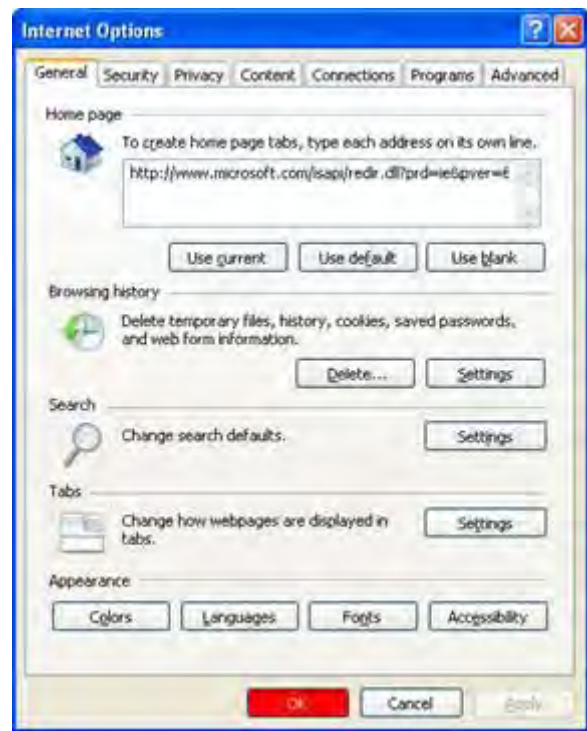 Internet Options
General Security Privacy Content Connections Programs Advanced
Home page
To create home page tabs, type each address on its own line.
http://www.microsoft.com/isapi/redir.dll?prd=ie&pver=6
Use current Use default Use blank
Browsing history
Delete temporary files, history, cookies, saved passwords,
and web form information.
Delete... Settings
Search
Change search defaults.
Settings
Tabs
Change how webpages are displayed in
tabs.
Settings
Appearance
Colors Languages Fonts Accessibility
OK Cancel Apply